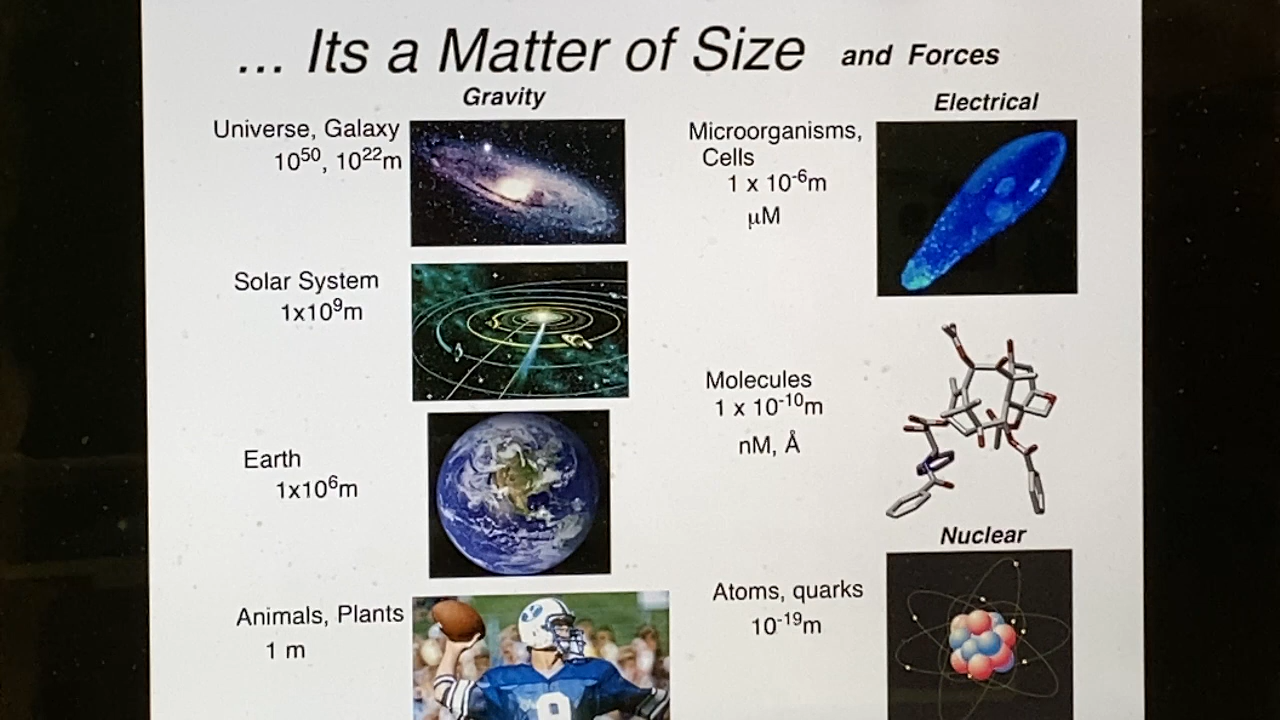 ... Its a Matter of Size and Forces
Gravity
Universe, Galaxy
10⁵⁰, 10²²m
Solar System
1x10⁹m
Earth
1x10⁶m
Animals, Plants
1 m
9
Electrical
Microorganisms,
Cells
1 x 10⁻⁶m
µM
Molecules
1 x 10⁻¹⁰m
nM, Å
Nuclear
Atoms, quarks
10⁻¹⁹m